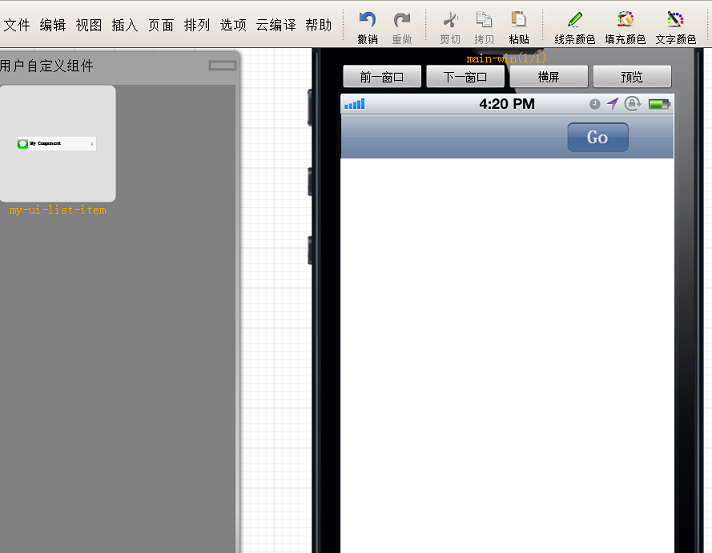 文件 编辑 视图 插入 页面 排列 选项 云编译 帮助
撤销 重做 剪切 拷贝 粘贴 线条颜色 填充颜色 文字颜色
用户自定义组件
My Component
my-ui-list-item
main-win(1/1)
前一窗口 下一窗口 横屏 预览
4:20 PM
Go